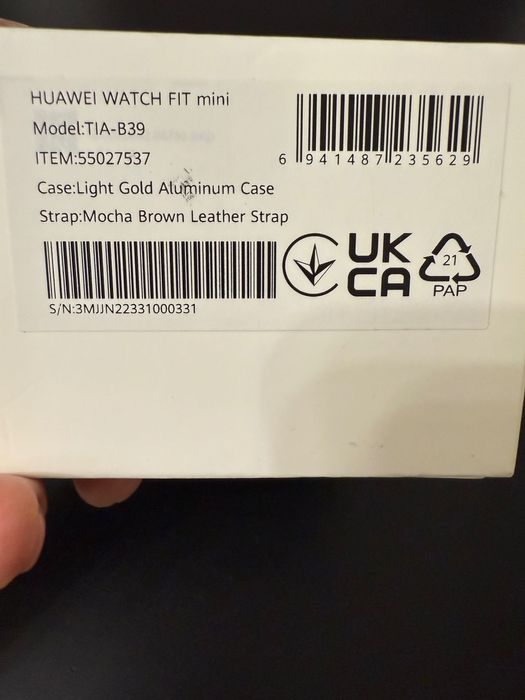 HUAWEI WATCH FIT mini
Model:TIA-B39
ITEM:55027537
Case:Light Gold Aluminum Case
Strap:Mocha Brown Leather Strap
6 941487 235629
S/N:3MJJN22331000331
UK
CA
21
PAP